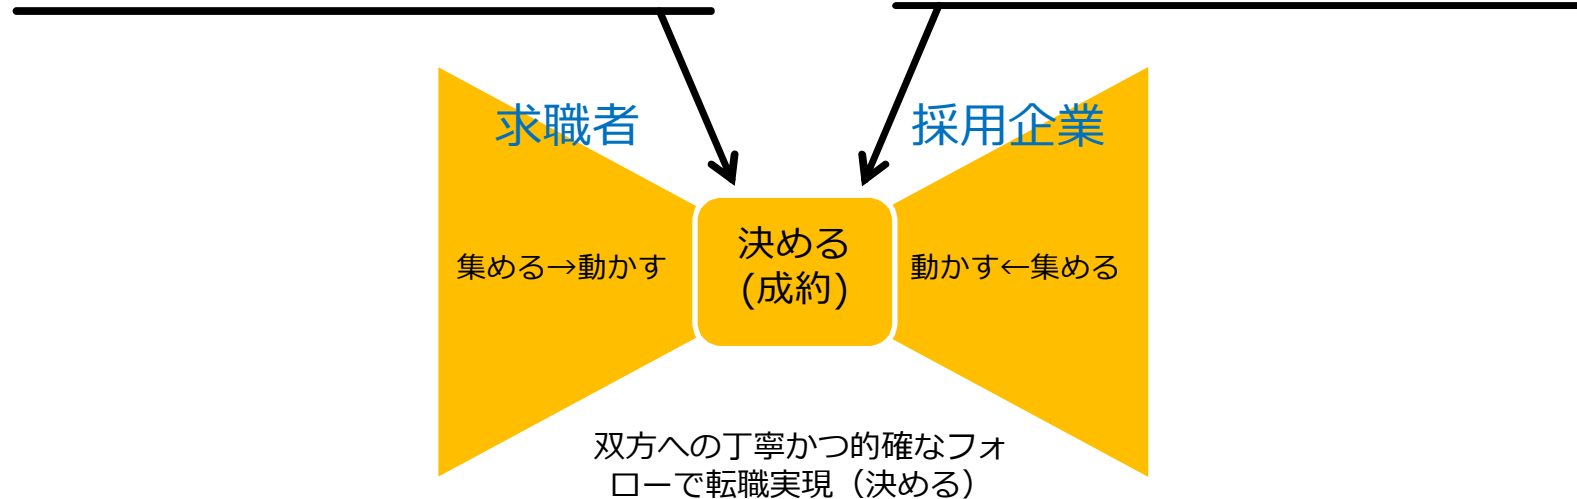 求職者
採用企業
集める→動かす
決める
(成約)
動かす←集める
双方への丁寧かつ的確なフォ
ローで転職実現（決める）